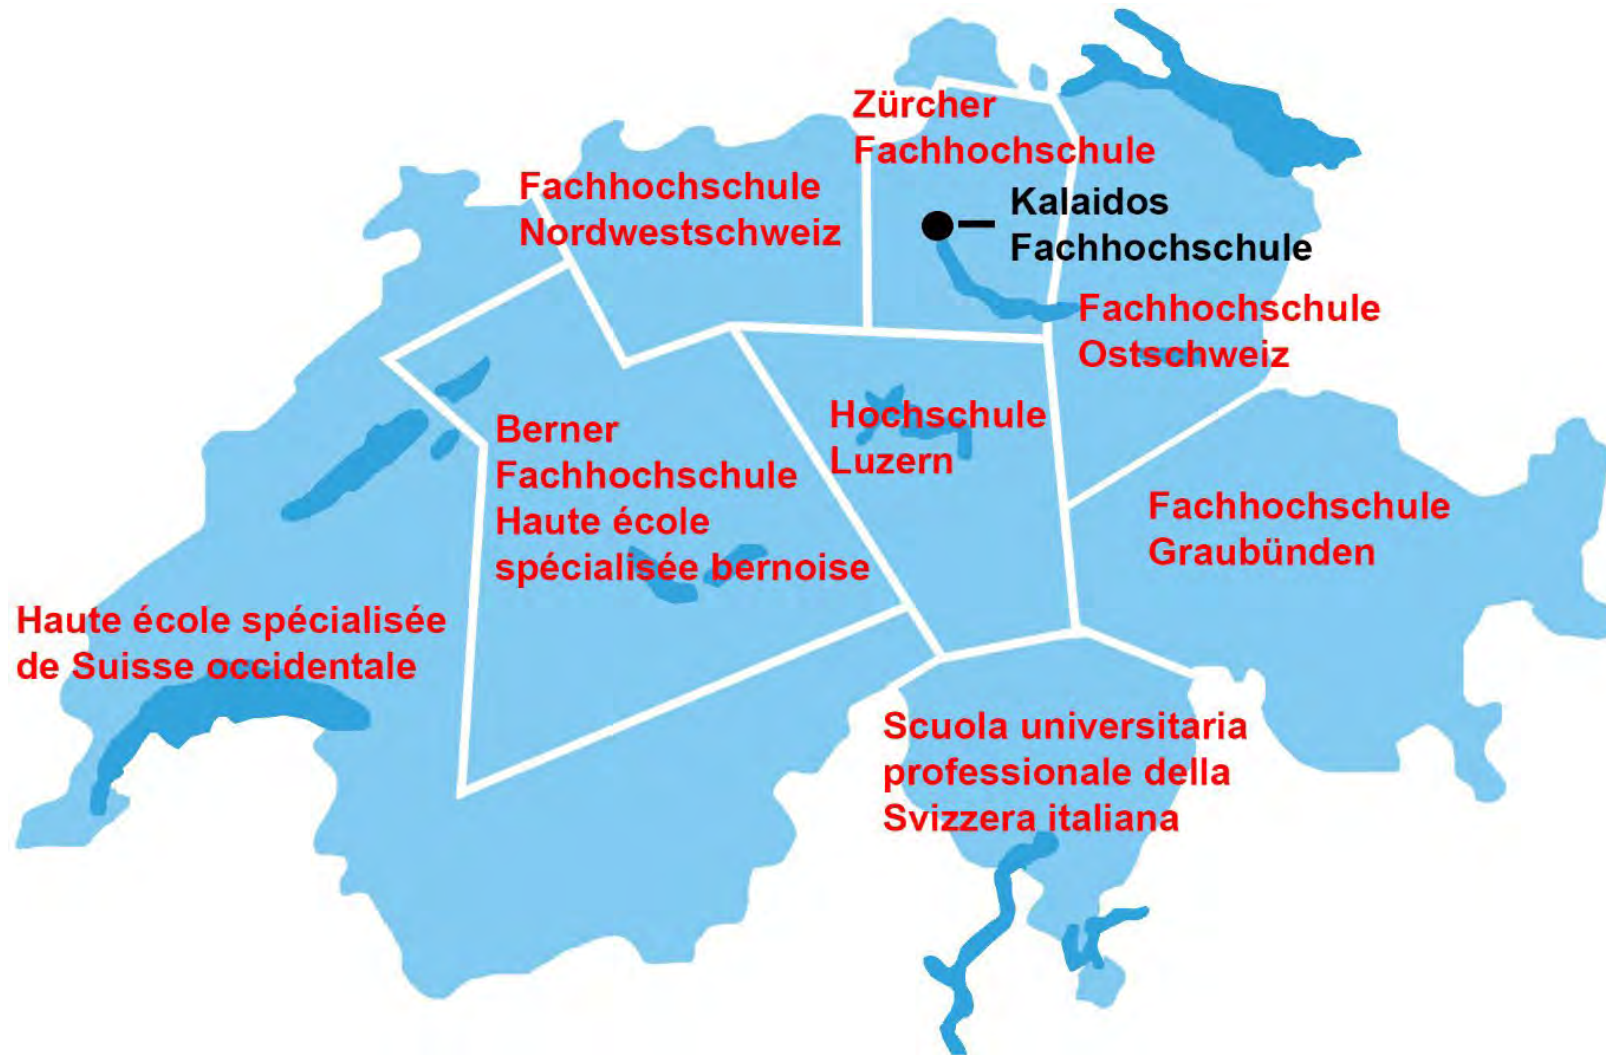 Zürcher
Fachhochschule
Fachhochschule
Nordwestschweiz
Kalaidos
Fachhochschule
Fachhochschule
Ostschweiz
Berner
Fachhochschule
Haute école
spécialisée bernoise
Hochschule
Luzern
Fachhochschule
Graubünden
Haute école spécialisée
de Suisse occidentale
Scuola universitaria
professionale della
Svizzera italiana